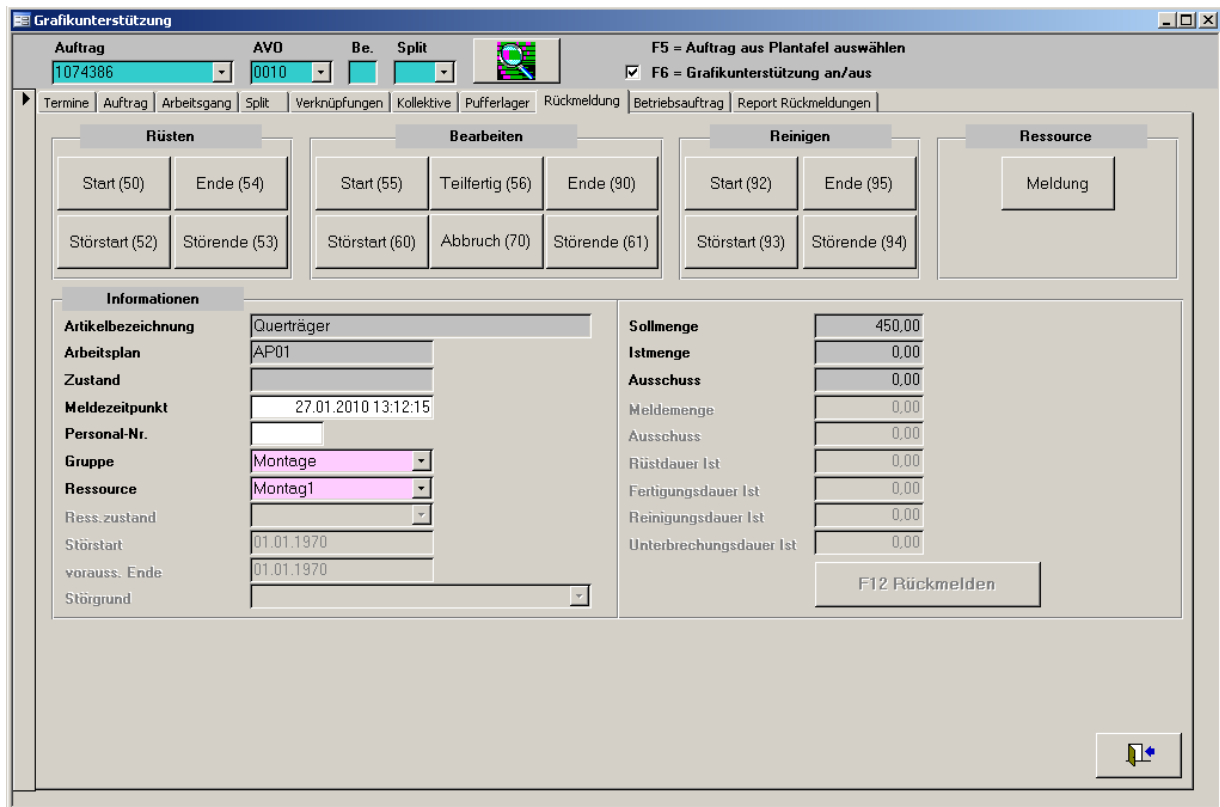 Grafikunterstützung
Auftrag AVO Be. Split F5 = Auftrag aus Plantafel auswählen
1074386 0010 F6 = Grafikunterstützung an/aus
Termine Auftrag Arbeitsgang Split Verknüpfungen Kollektive Pufferlager Rückmeldung Betriebsauftrag Report Rückmeldungen
Rüsten Bearbeiten Reinigen Ressource
Start (50) Ende (54) Start (55) Teilfertig (56) Ende (90) Start (92) Ende (95) Meldung
Störstart (52) Störende (53) Störstart (60) Abbruch (70) Störende (61) Störstart (93) Störende (94)
Informationen
Artikelbezeichnung Querträger Sollmenge 450,00
Arbeitsplan AP01 Istmenge 0,00
Zustand Ausschuss 0,00
Meldezeitpunkt 27.01.2010 13:12:15 Meldemenge 0,00
Personal-Nr. Ausschuss 0,00
Gruppe Montage Rüstdauer Ist 0,00
Ressource Montag1 Fertigungsdauer Ist 0,00
Ress.zustand Reinigungsdauer Ist 0,00
Störstart 01.01.1970 Unterbrechungsdauer Ist 0,00
vorauss. Ende 01.01.1970 F12 Rückmelden
Störgrund